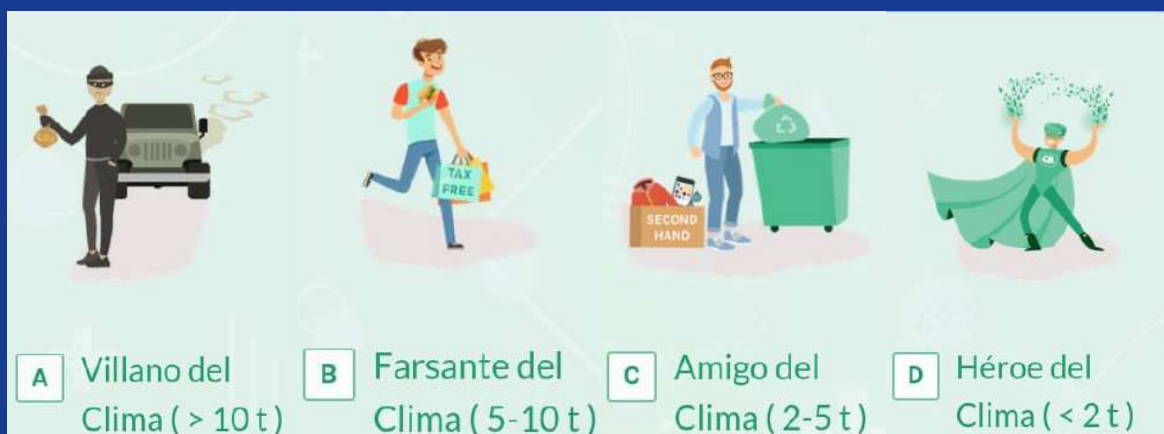 TAX
FREE
SECOND
HAND
A Villano del
Clima ( > 10 t )
B Farsante del
Clima ( 5-10 t )
C Amigo del
Clima ( 2-5 t )
D Héroe del
Clima ( < 2 t )